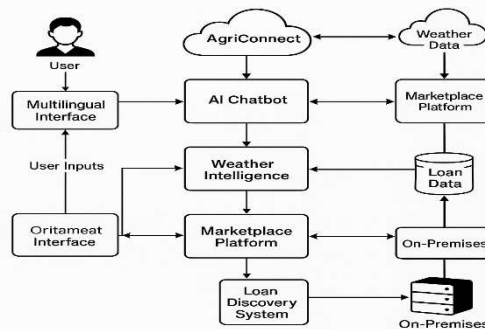 AgriConnect
Weather
Data
User
Multilingual
Interface
AI Chatbot
Marketplace
Platform
User Inputs
Weather
Intelligence
Loan
Data
Oritameat
Interface
Marketplace
Platform
On-Premises
Loan
Discovery
System
On-Premises